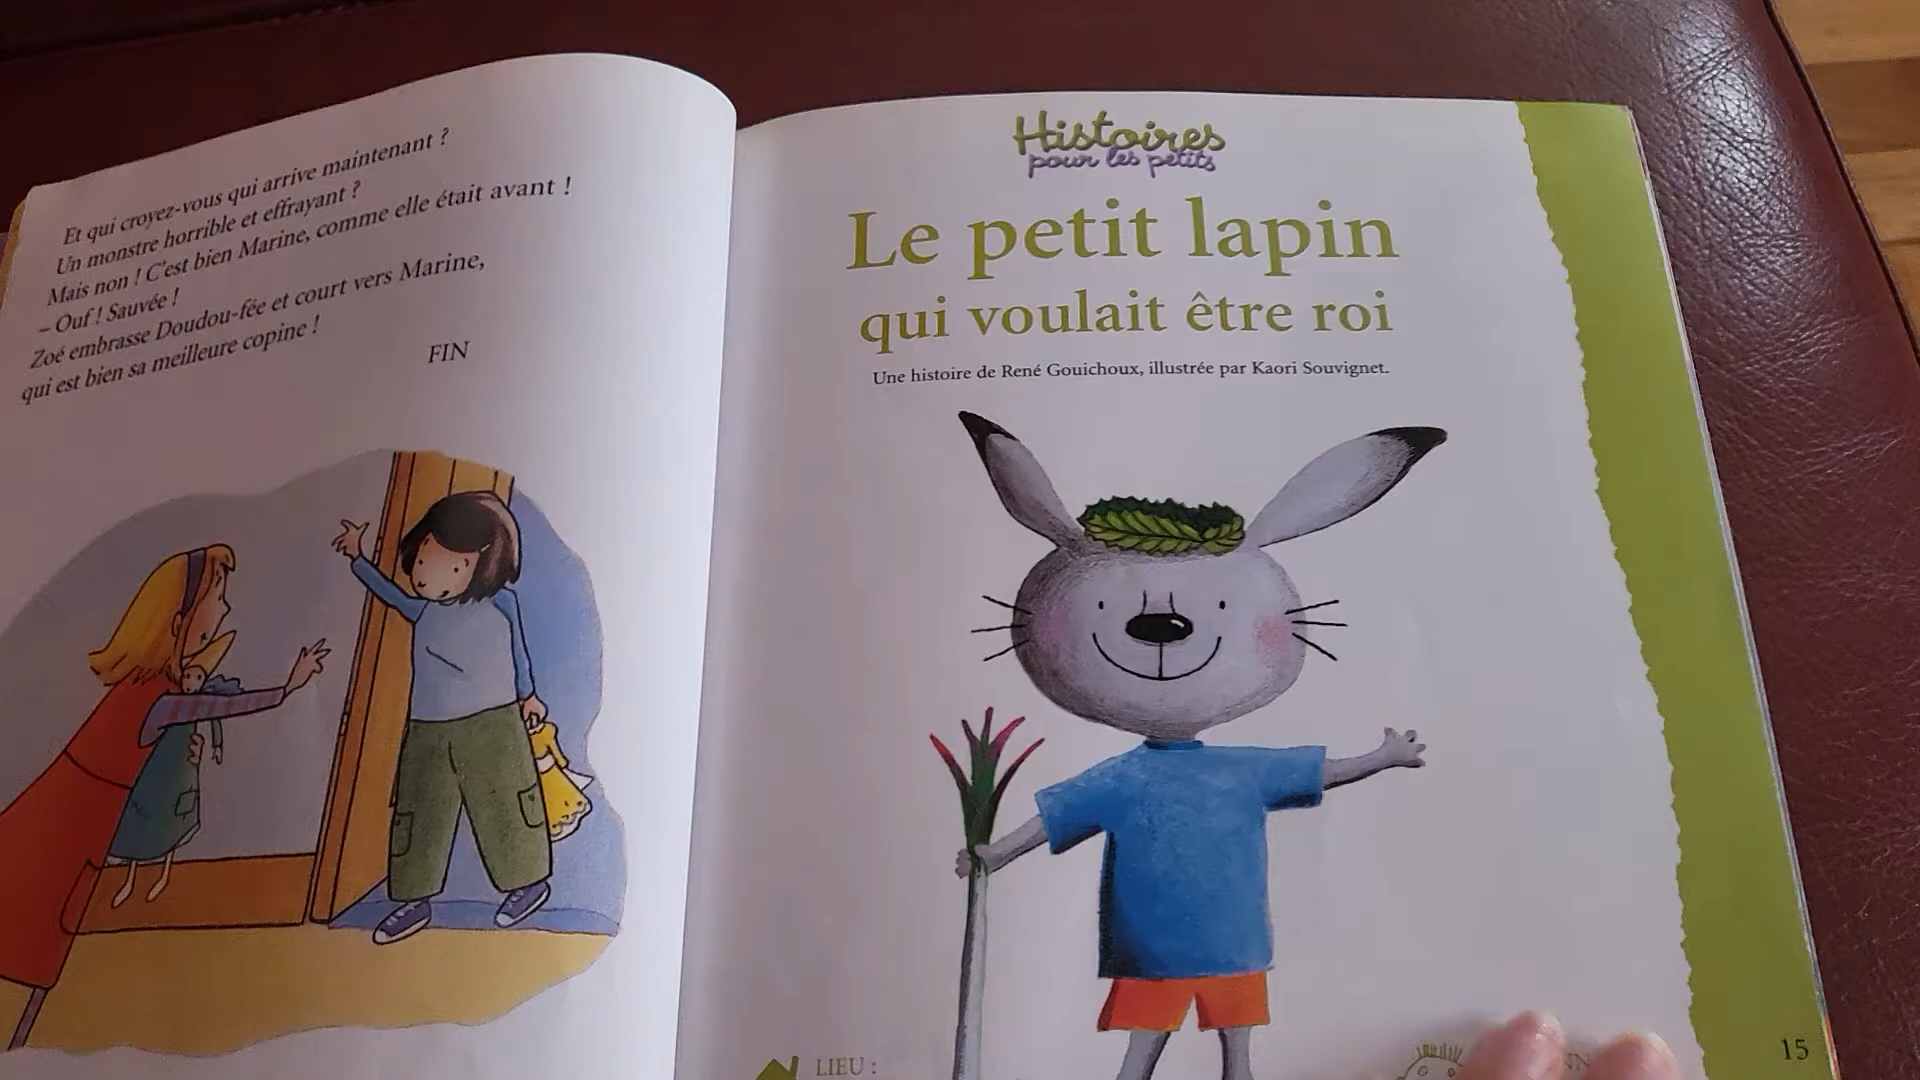 Et qui croyez-vous qui arrive maintenant ?
Un monstre horrible et effrayant ?
Mais non ! C'est bien Marine, comme elle était avant !
– Ouf ! Sauvée !
Zoé embrasse Doudou-fée et court vers Marine,
qui est bien sa meilleure copine !
FIN
Histoires
pour les petits
Le petit lapin
qui voulait être roi
Une histoire de René Gouichoux, illustrée par Kaori Souvignet.
LIEU :
15